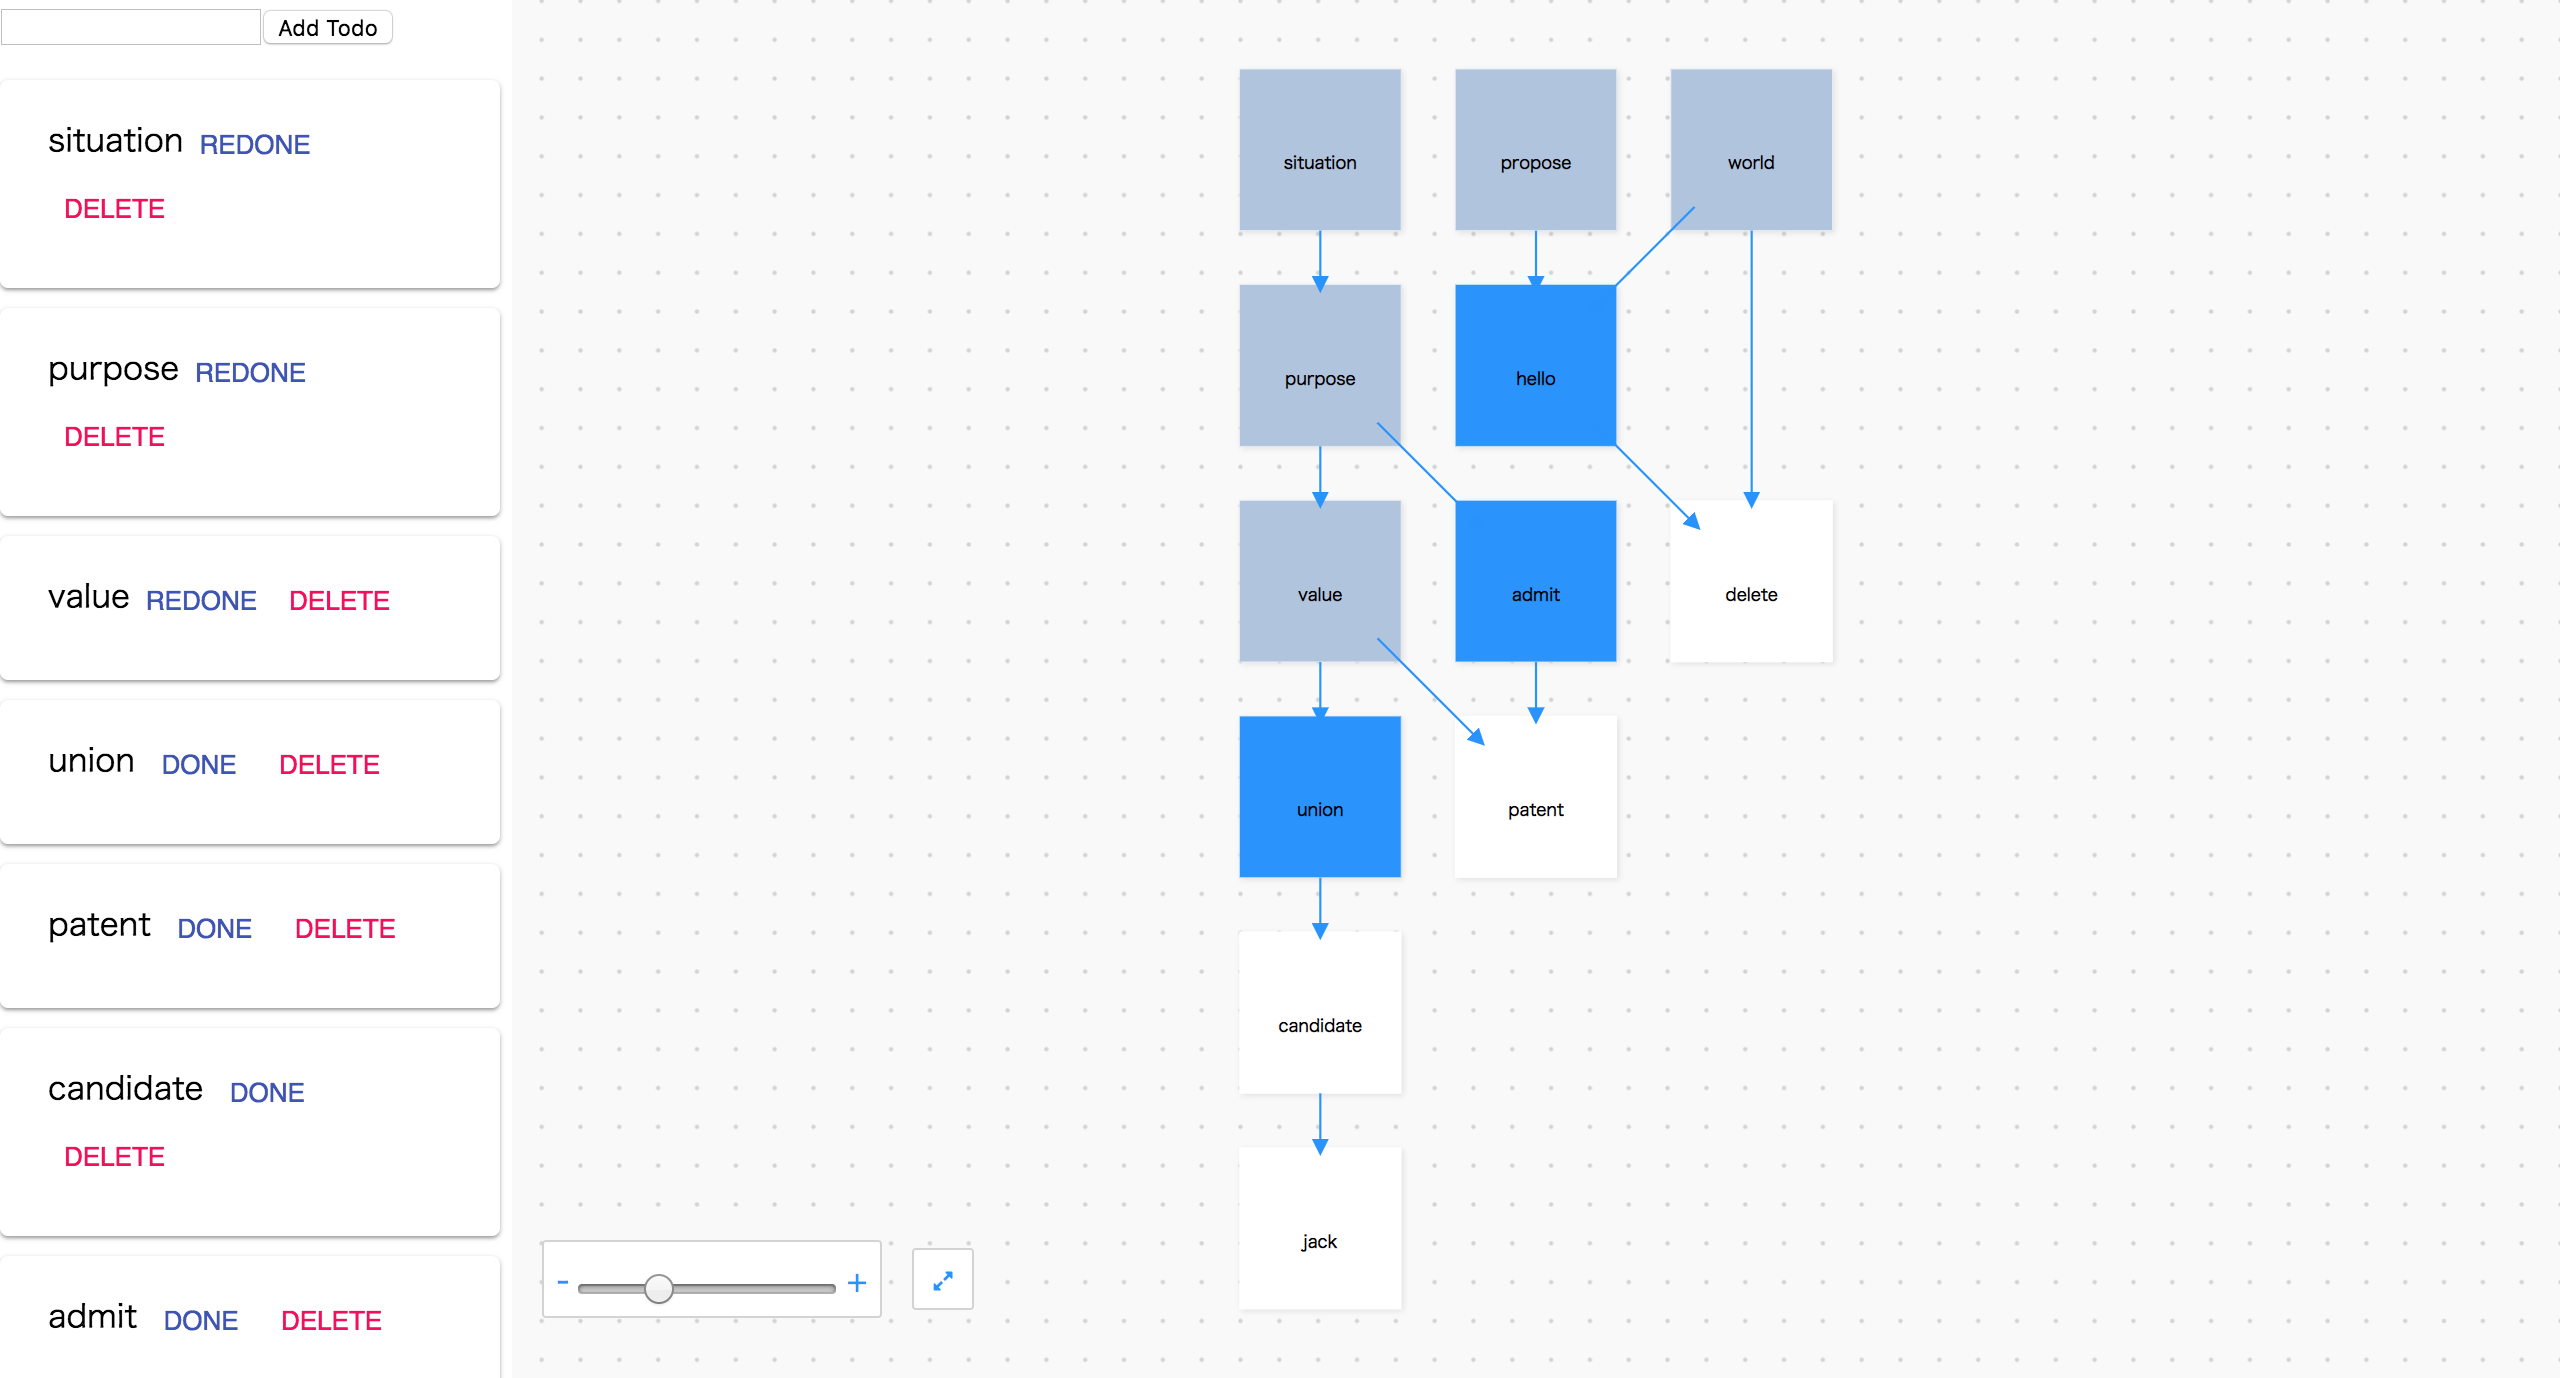 Add Todo
situation REDONE
DELETE
purpose REDONE
DELETE
value REDONE DELETE
union DONE DELETE
patent DONE DELETE
candidate DONE
DELETE
admit DONE DELETE
situation propose world
purpose hello
value admit delete
union patent
candidate
jack
- +